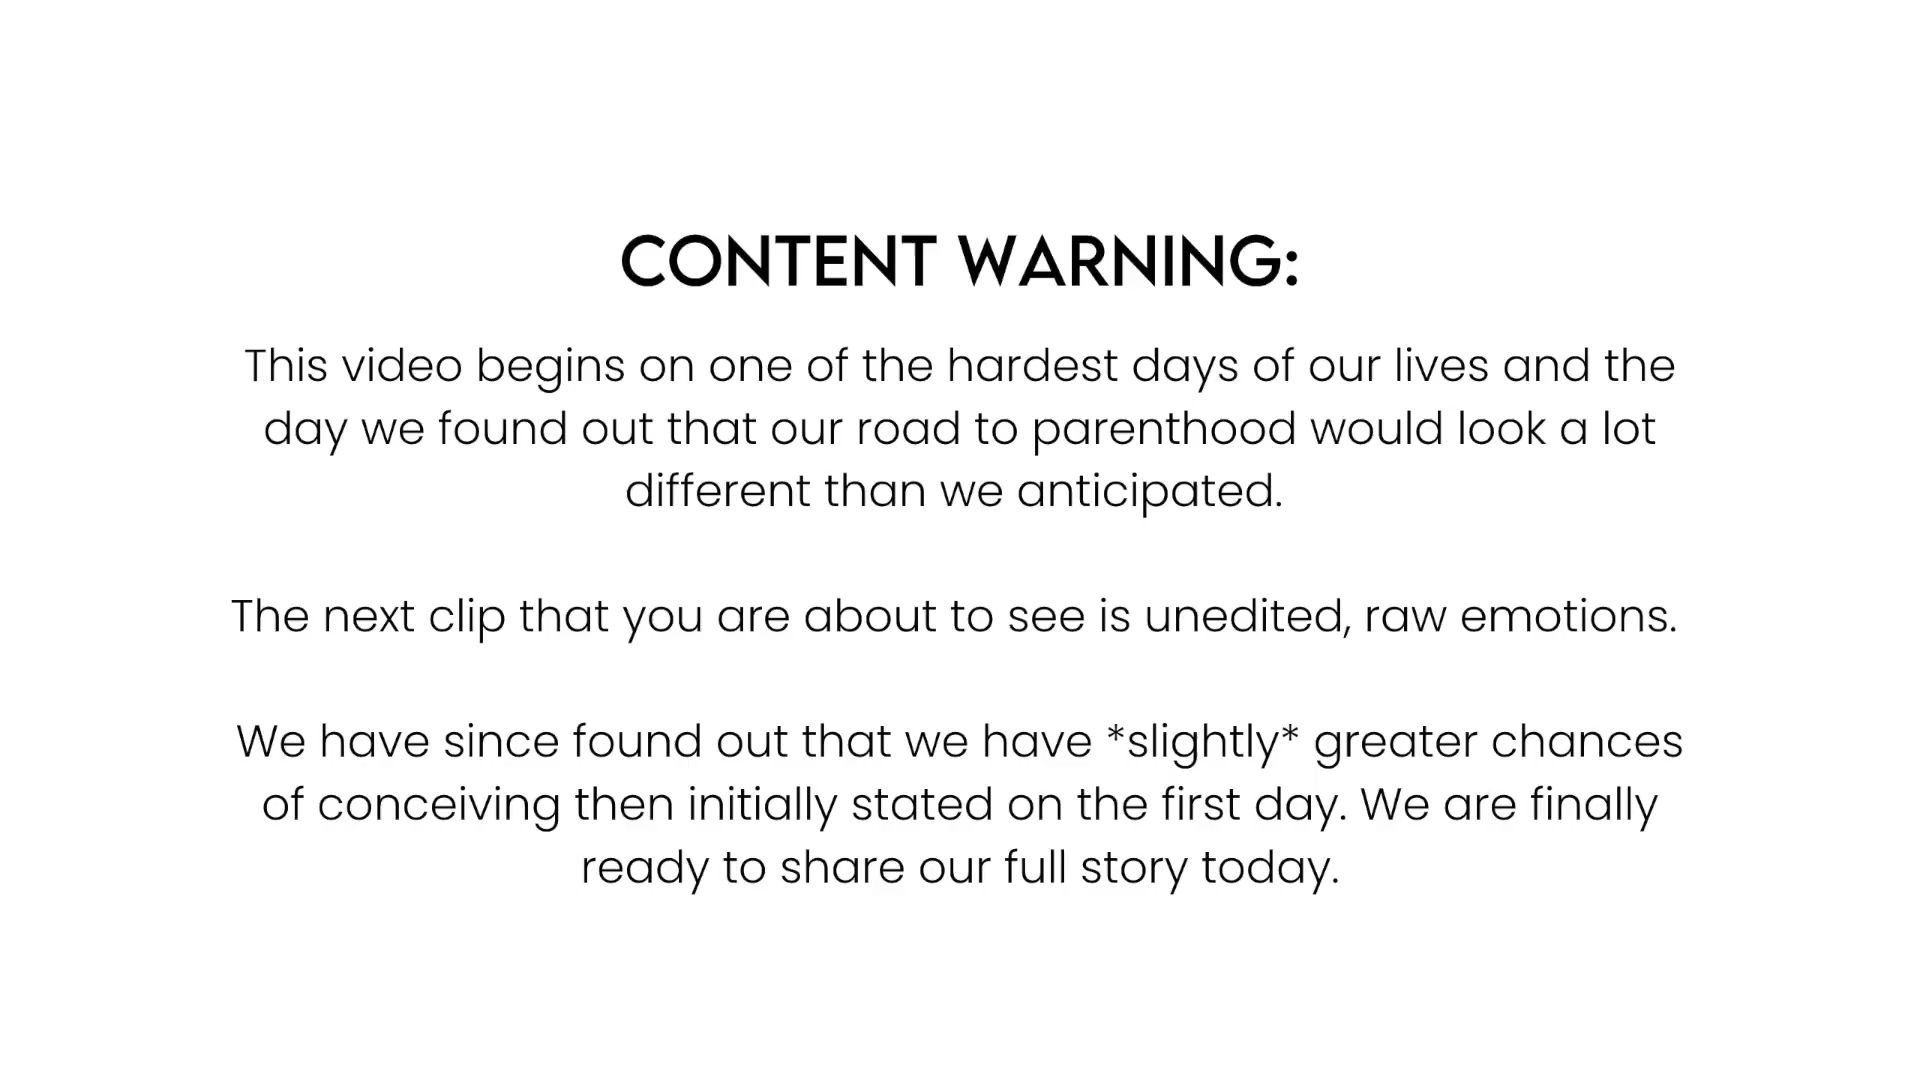 CONTENT WARNING:
This video begins on one of the hardest days of our lives and the
day we found out that our road to parenthood would look a lot
different than we anticipated.
The next clip that you are about to see is unedited, raw emotions.
We have since found out that we have *slightly* greater chances
of conceiving then initially stated on the first day. We are finally
ready to share our full story today.